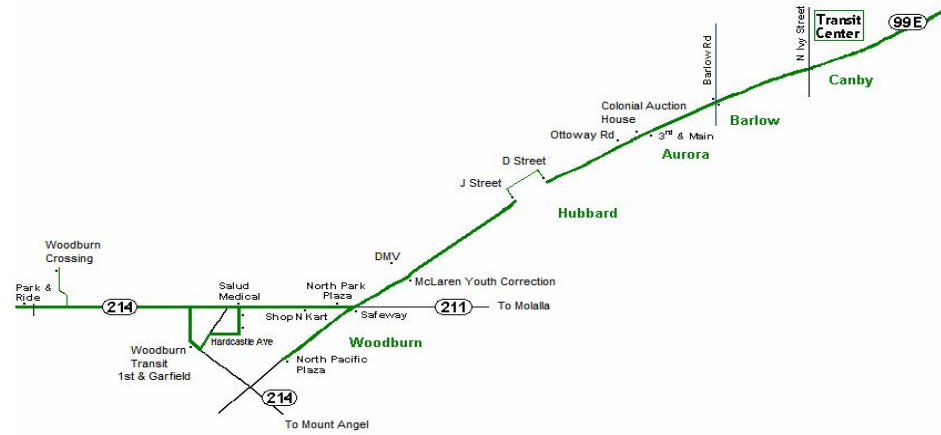 N Ivy Street
Transit
Center
99E
Canby
Barlow Rd
Barlow
Colonial Auction
House
Ottoway Rd
3rd & Main
Aurora
D Street
J Street
Hubbard
Woodburn
Crossing
DMV
McLaren Youth Correction
Park &
Ride
214
Salud
Medical
North Park
Plaza
Shop N Kart
Safeway
211
To Molalla
Hardcastle Ave
Woodburn
Woodburn
Transit
1st & Garfield
North Pacific
Plaza
214
To Mount Angel